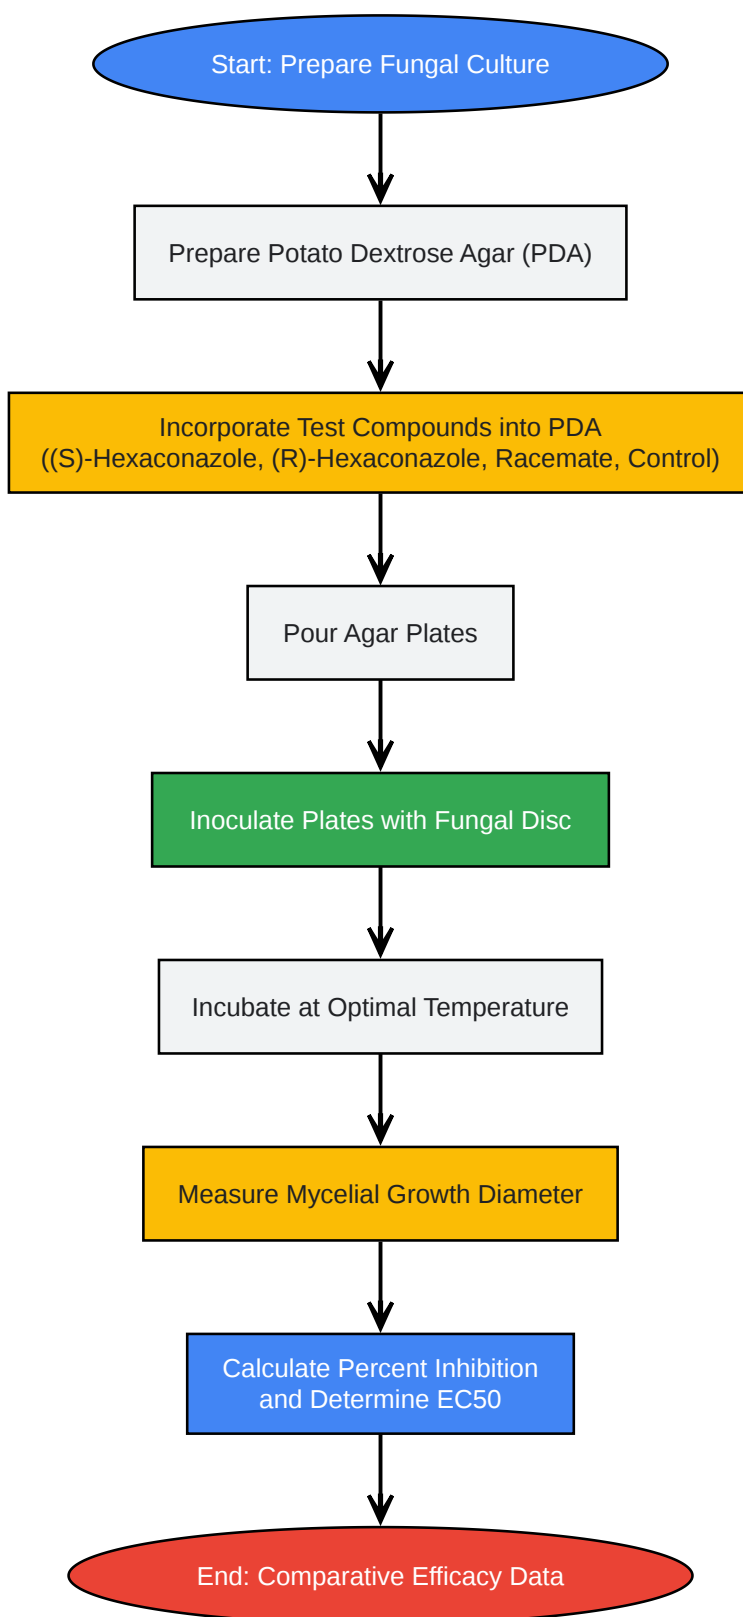 Start: Prepare Fungal Culture
Prepare Potato Dextrose Agar (PDA)
Incorporate Test Compounds into PDA
((S)-Hexaconazole, (R)-Hexaconazole, Racemate, Control)
Pour Agar Plates
Inoculate Plates with Fungal Disc
Incubate at Optimal Temperature
Measure Mycelial Growth Diameter
Calculate Percent Inhibition
and Determine EC50
End: Comparative Efficacy Data